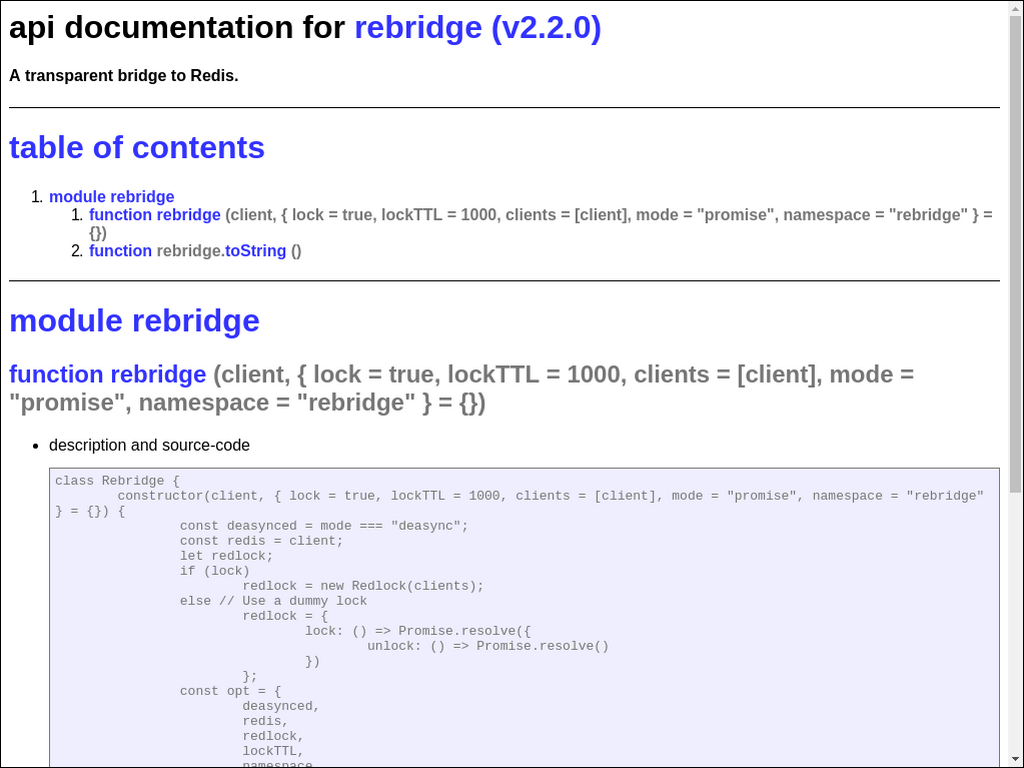 api documentation for rebridge (v2.2.0)
A transparent bridge to Redis.
table of contents
1. module rebridge
1. function rebridge (client, { lock = true, lockTTL = 1000, clients = [client], mode = "promise", namespace = "rebridge" } =
{})
2. function rebridge.toString ()
module rebridge
function rebridge (client, { lock = true, lockTTL = 1000, clients = [client], mode =
"promise", namespace = "rebridge" } = {})
• description and source-code
class Rebridge {
constructor(client, { lock = true, lockTTL = 1000, clients = [client], mode = "promise", namespace = "rebridge"
} = {}) {
const deasynced = mode === "deasync";
const redis = client;
let redlock;
if (lock)
redlock = new Redlock(clients);
else // Use a dummy lock
redlock = {
lock: () => Promise.resolve({
unlock: () => Promise.resolve()
})
};
const opt = {
deasynced,
redis,
redlock,
lockTTL,
namespace